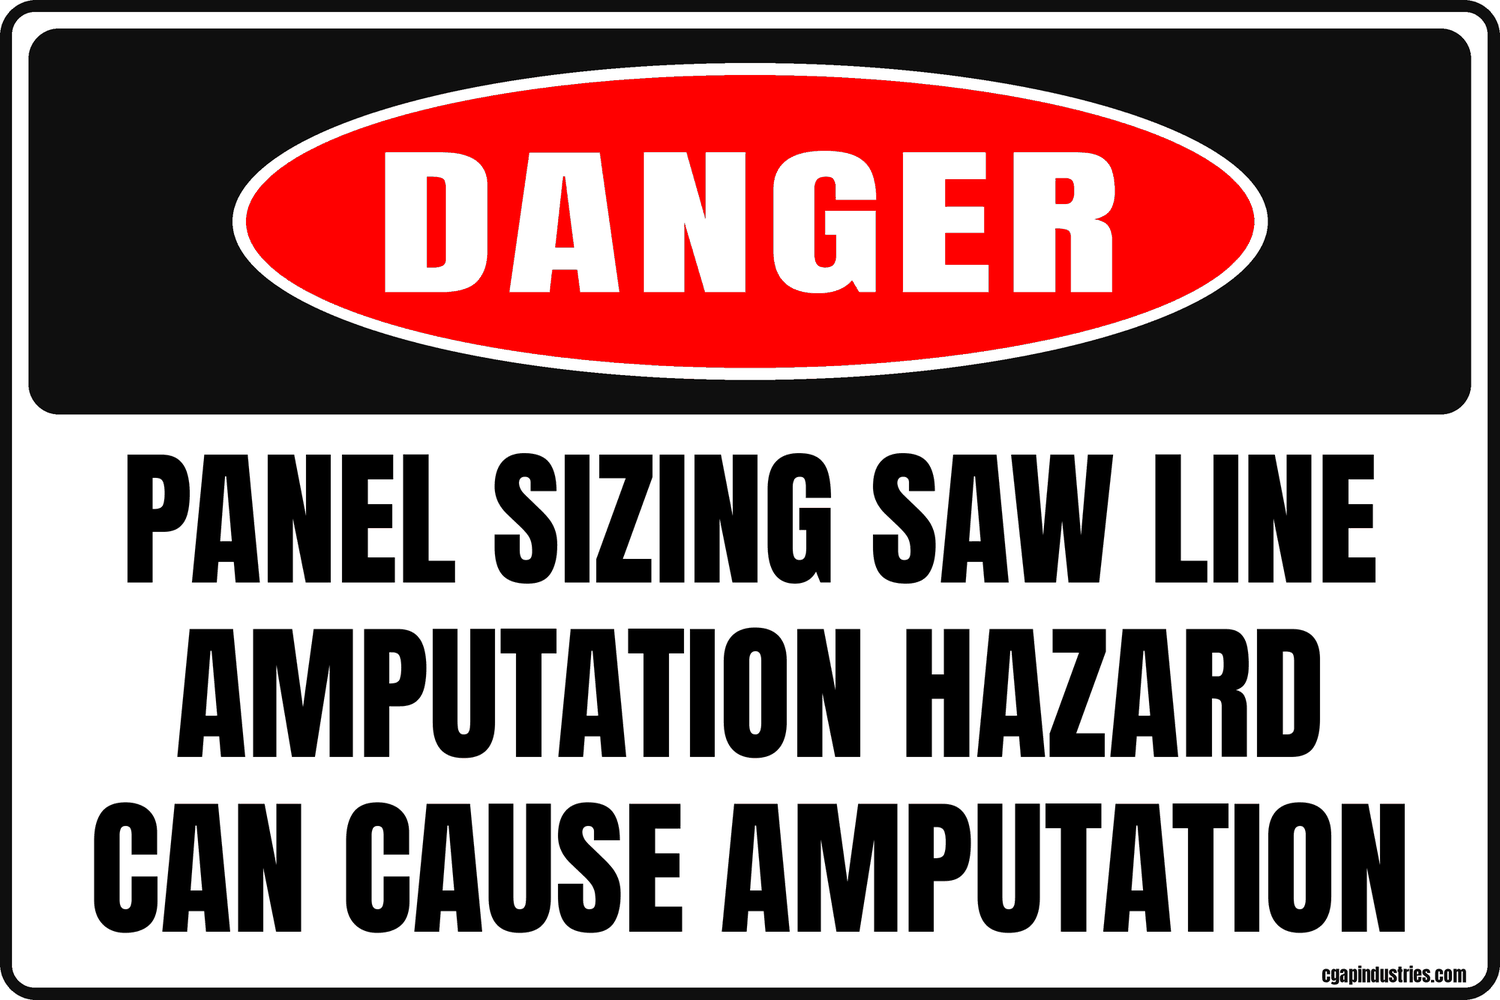 DANGER
PANEL SIZING SAW LINE
AMPUTATION HAZARD
CAN CAUSE AMPUTATION
cgapindustries.com